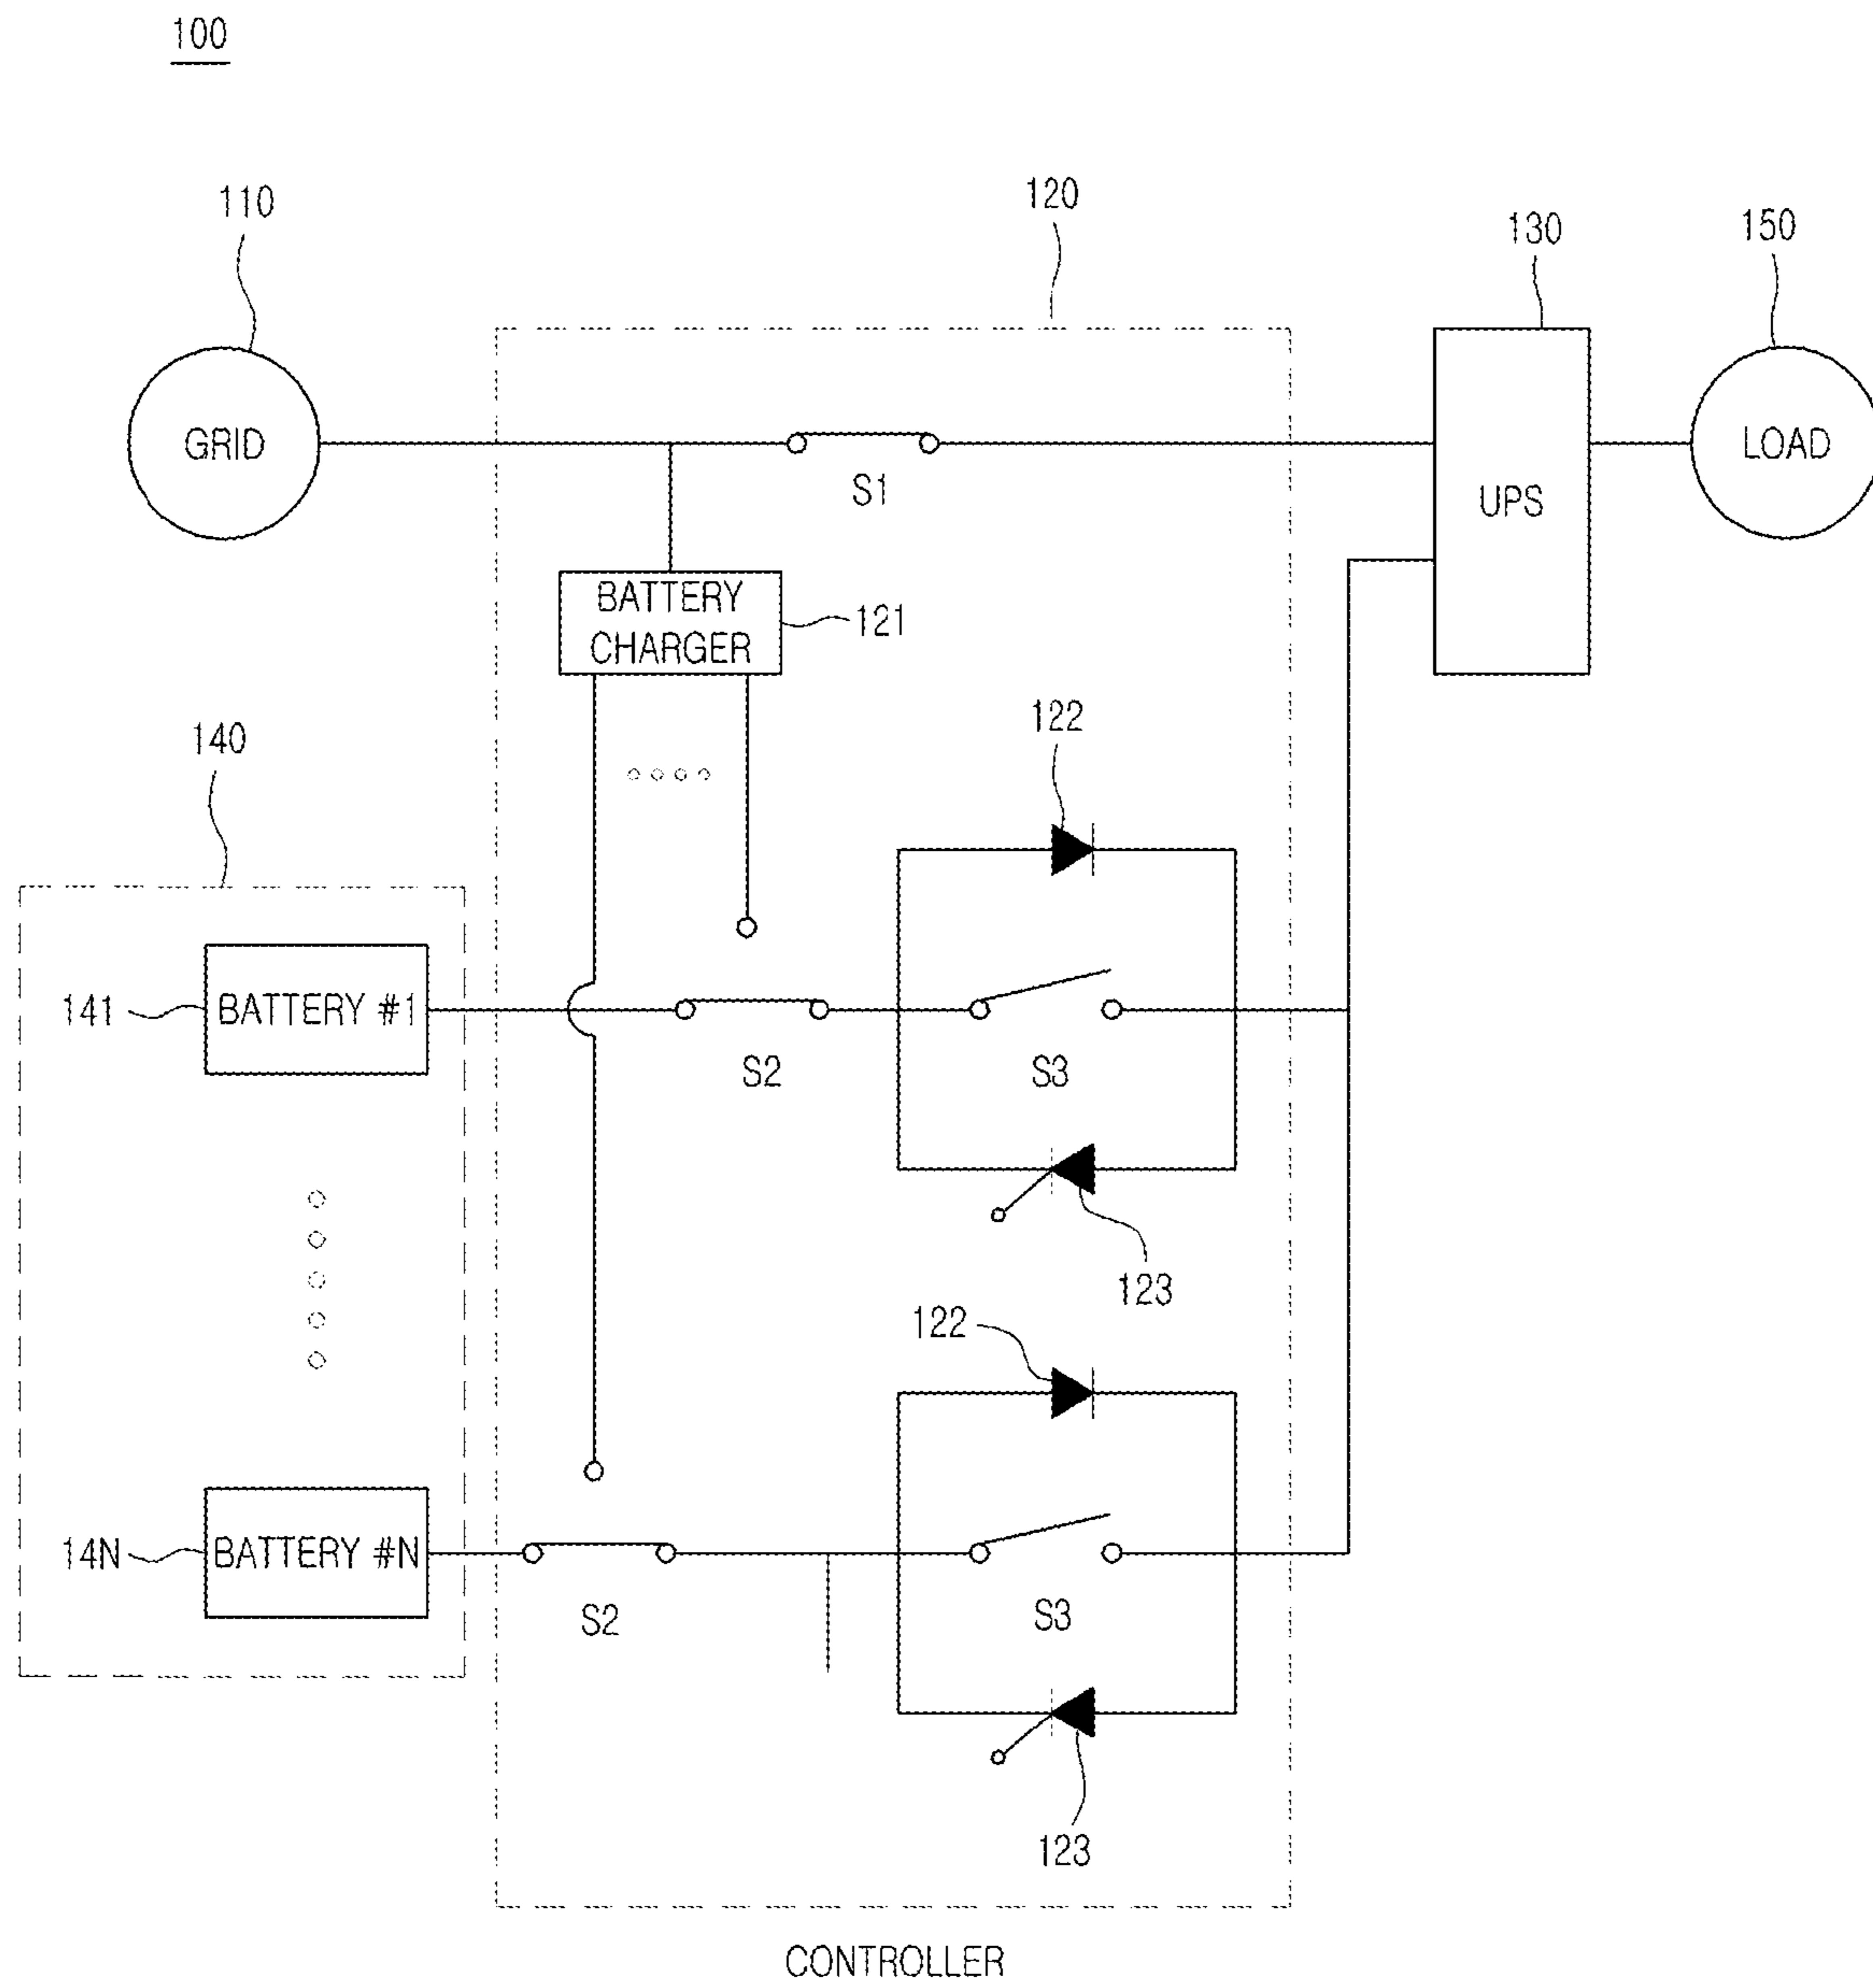 100
110
120
130
150
GRID
S1
UPS
LOAD
BATTERY
CHARGER
121
140
122
141
BATTERY #1
S2
S3
123
122
14N
BATTERY #N
S2
S3
123
CONTROLLER